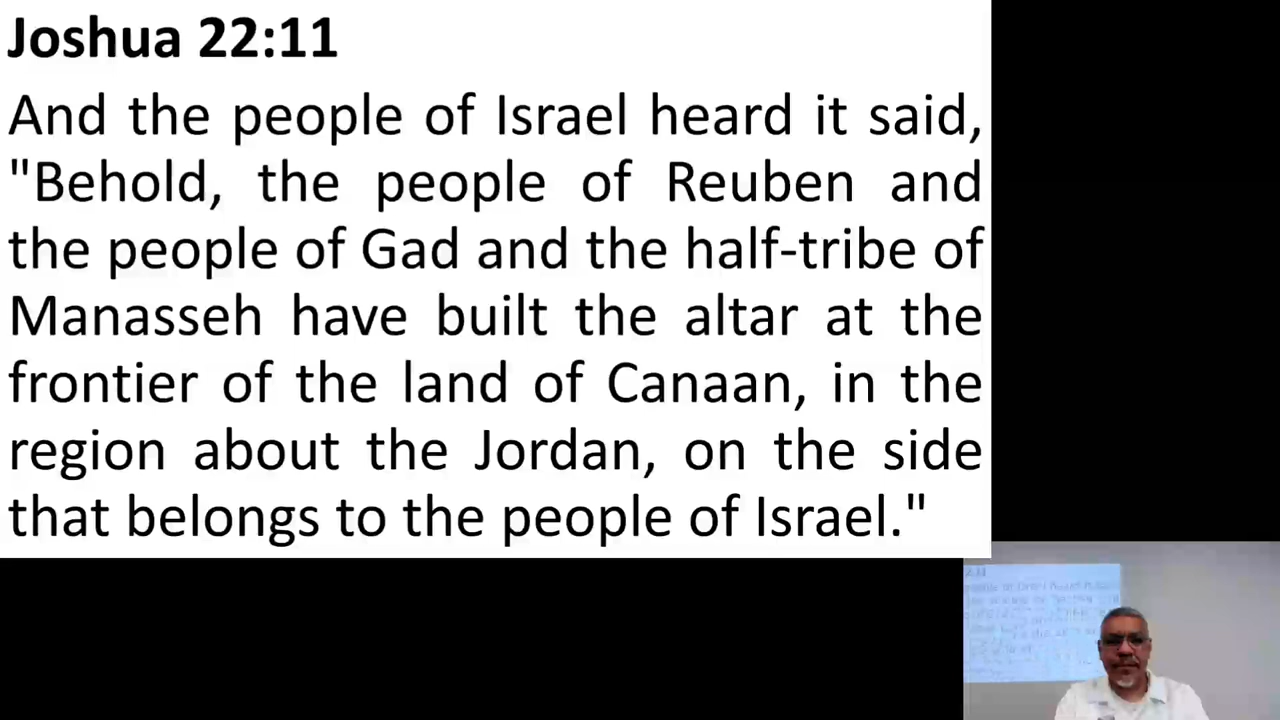 Joshua 22:11
And the people of Israel heard it said,
"Behold, the people of Reuben and
the people of Gad and the half-tribe of
Manasseh have built the altar at the
frontier of the land of Canaan, in the
region about the Jordan, on the side
that belongs to the people of Israel."